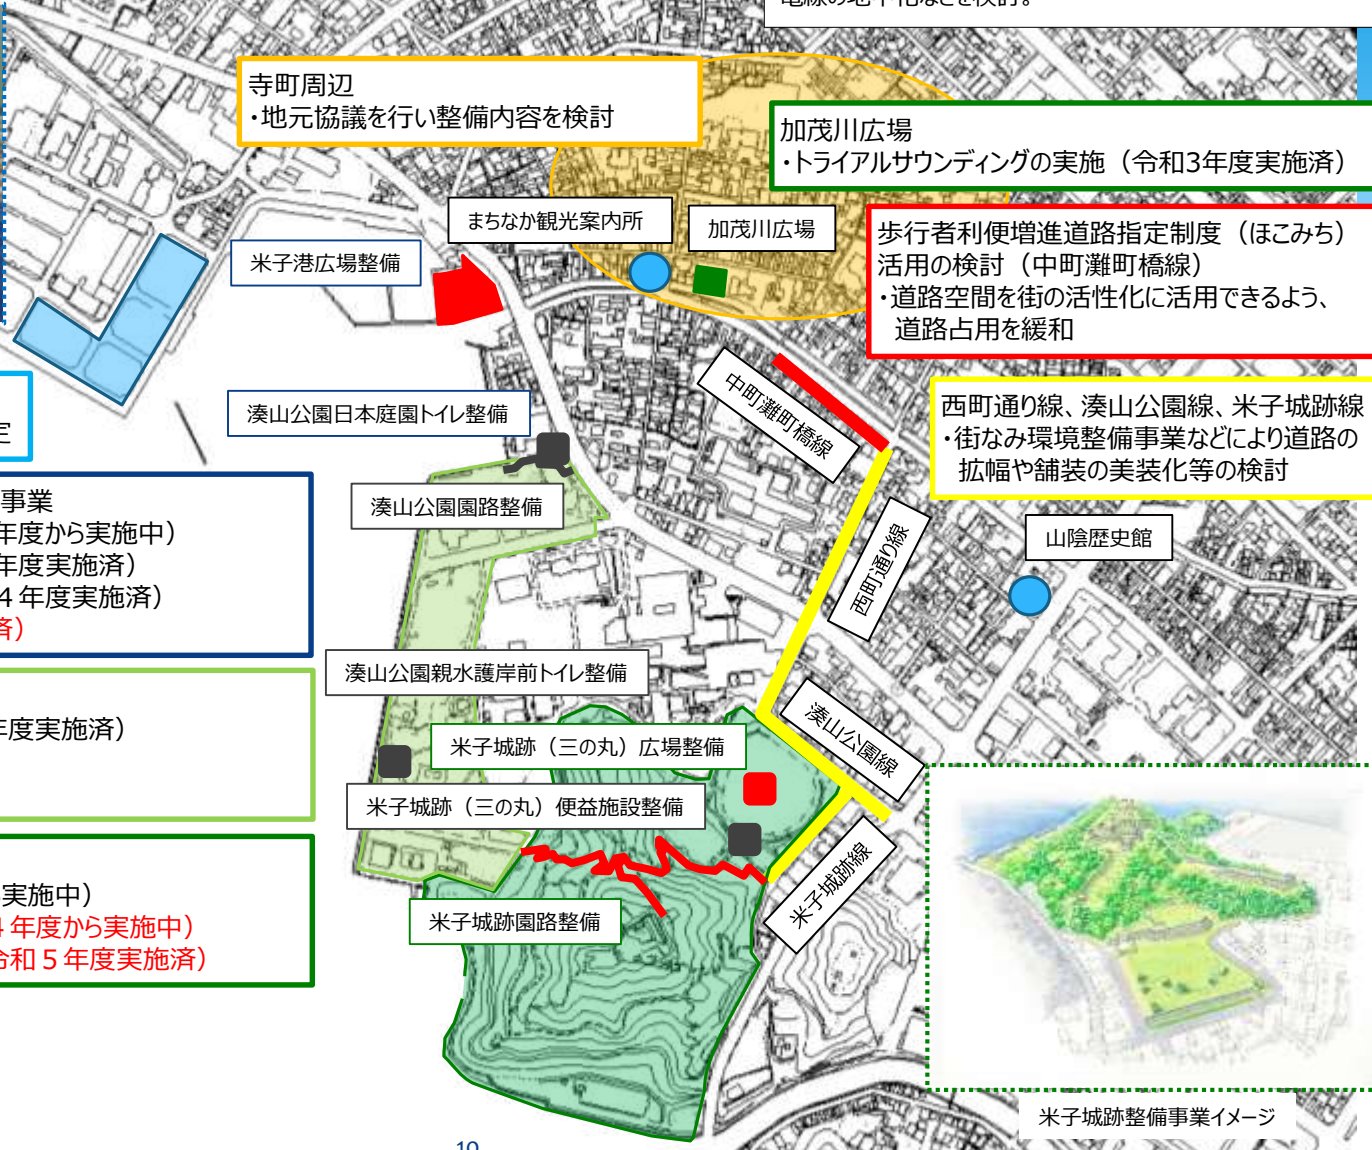 寺町周辺
・地元協議を行い整備内容を検討
加茂川広場
・トライアルサウンディングの実施（令和3年度実施済）
まちなか観光案内所
加茂川広場
歩行者利便増進道路指定制度（ほこみち）
活用の検討（中町灘町橋線）
・道路空間を街の活性化に活用できるよう、
道路占用を緩和
米子港広場整備
中町灘町橋線
西町通り線、湊山公園線、米子城跡線
・街なみ環境整備事業などにより道路の
拡幅や舗装の美装化等の検討
湊山公園日本庭園トイレ整備
定
事業
年度から実施中）
年度実施済）
４年度実施済）
済）
湊山公園園路整備
西町通り線
山陰歴史館
湊山公園親水護岸前トイレ整備
年度実施済）
湊山公園線
米子城跡（三の丸）広場整備
米子城跡（三の丸）便益施設整備
米子城跡線
実施中）
４年度から実施中）
令和５年度実施済）
米子城跡園路整備
米子城跡整備事業イメージ
10